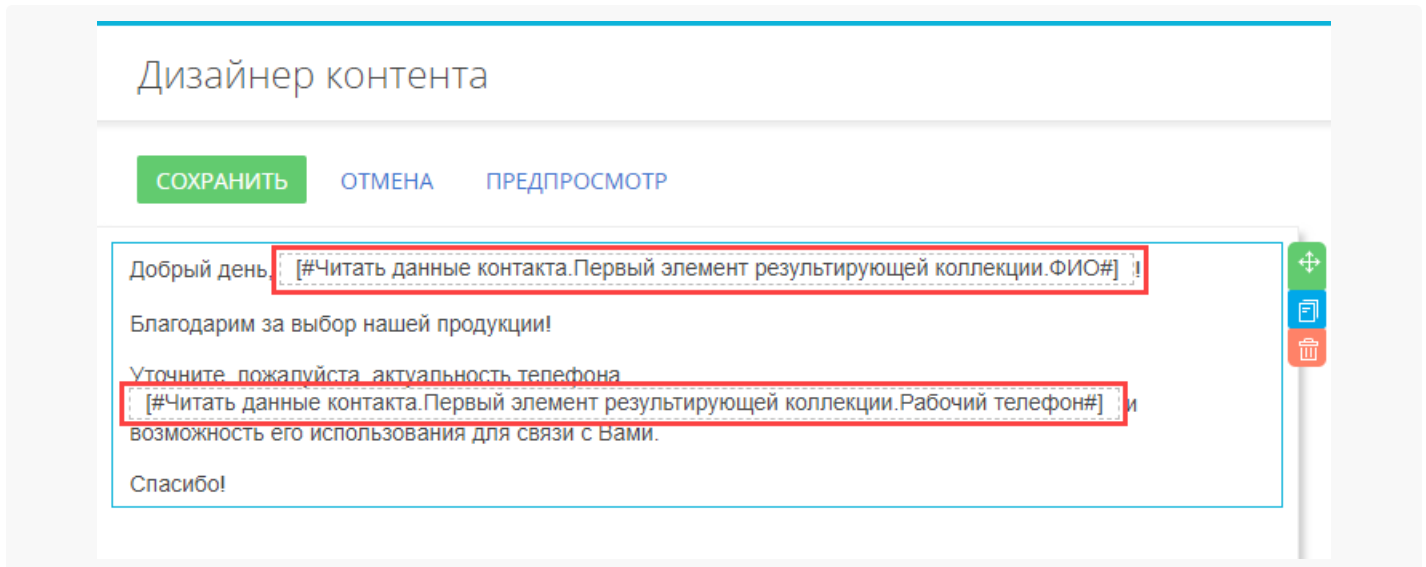 Дизайнер контента
СОХРАНИТЬ ОТМЕНА ПРЕДПРОСМОТР
Добрый день, [#Читать данные контакта.Первый элемент результирующей коллекции.ФИО#] !
Благодарим за выбор нашей продукции!
Уточните, пожалуйста, актуальность телефона
[#Читать данные контакта.Первый элемент результирующей коллекции.Рабочий телефон#] и
возможность его использования для связи с Вами.
Спасибо!